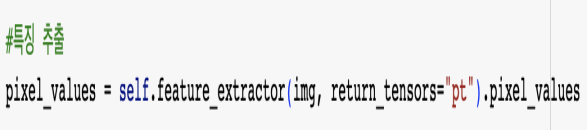 #특징 추출
pixel_values = self.feature_extractor(img, return_tensors="pt").pixel_values